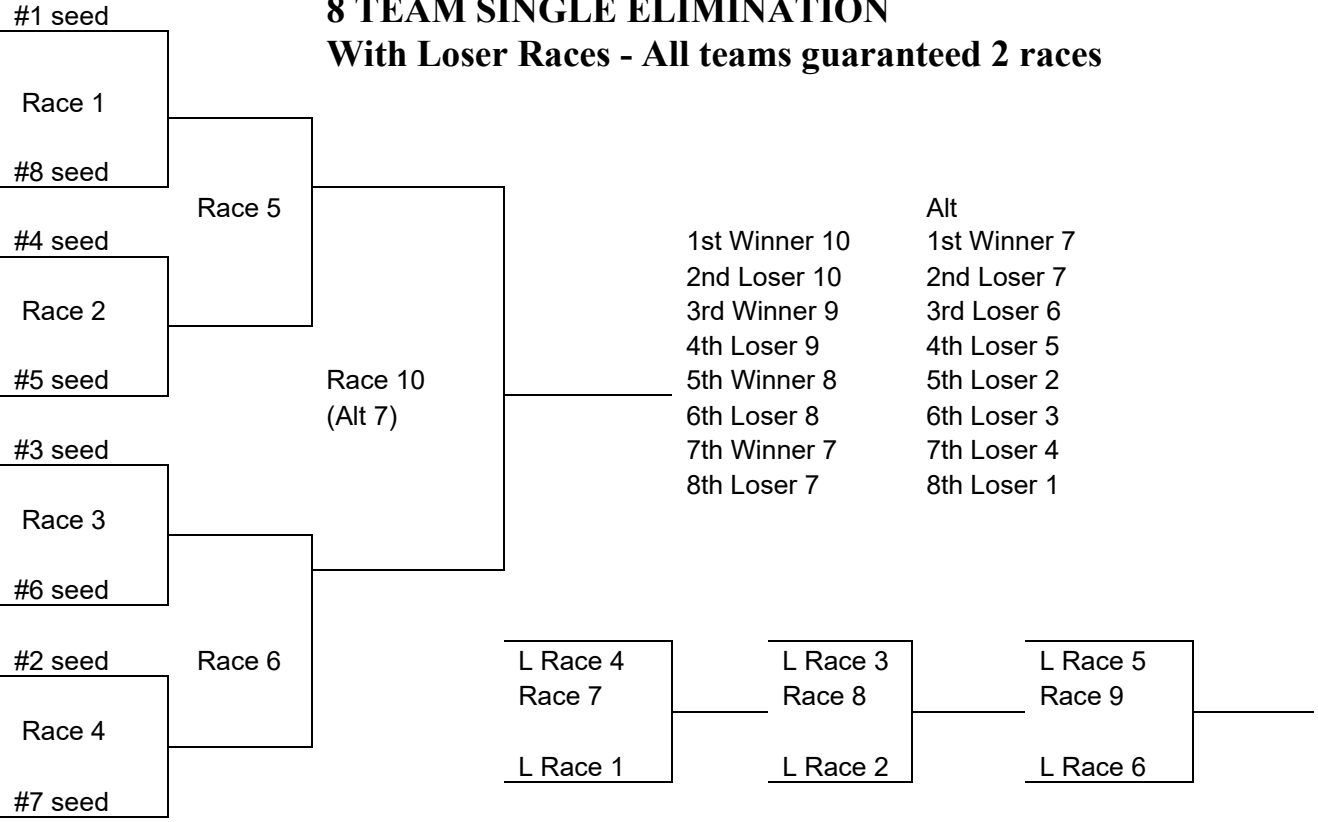 8 TEAM SINGLE ELIMINATION
With Loser Races - All teams guaranteed 2 races
#1 seed
Race 1
#8 seed
Race 5
#4 seed
Race 2
#5 seed
Race 10
(Alt 7)
#3 seed
Race 3
#6 seed
#2 seed
Race 6
Race 4
#7 seed
1st Winner 10
2nd Loser 10
3rd Winner 9
4th Loser 9
5th Winner 8
6th Loser 8
7th Winner 7
8th Loser 7
Alt
1st Winner 7
2nd Loser 7
3rd Loser 6
4th Loser 5
5th Loser 2
6th Loser 3
7th Loser 4
8th Loser 1
L Race 4
Race 7
L Race 1
L Race 3
Race 8
L Race 2
L Race 5
Race 9
L Race 6